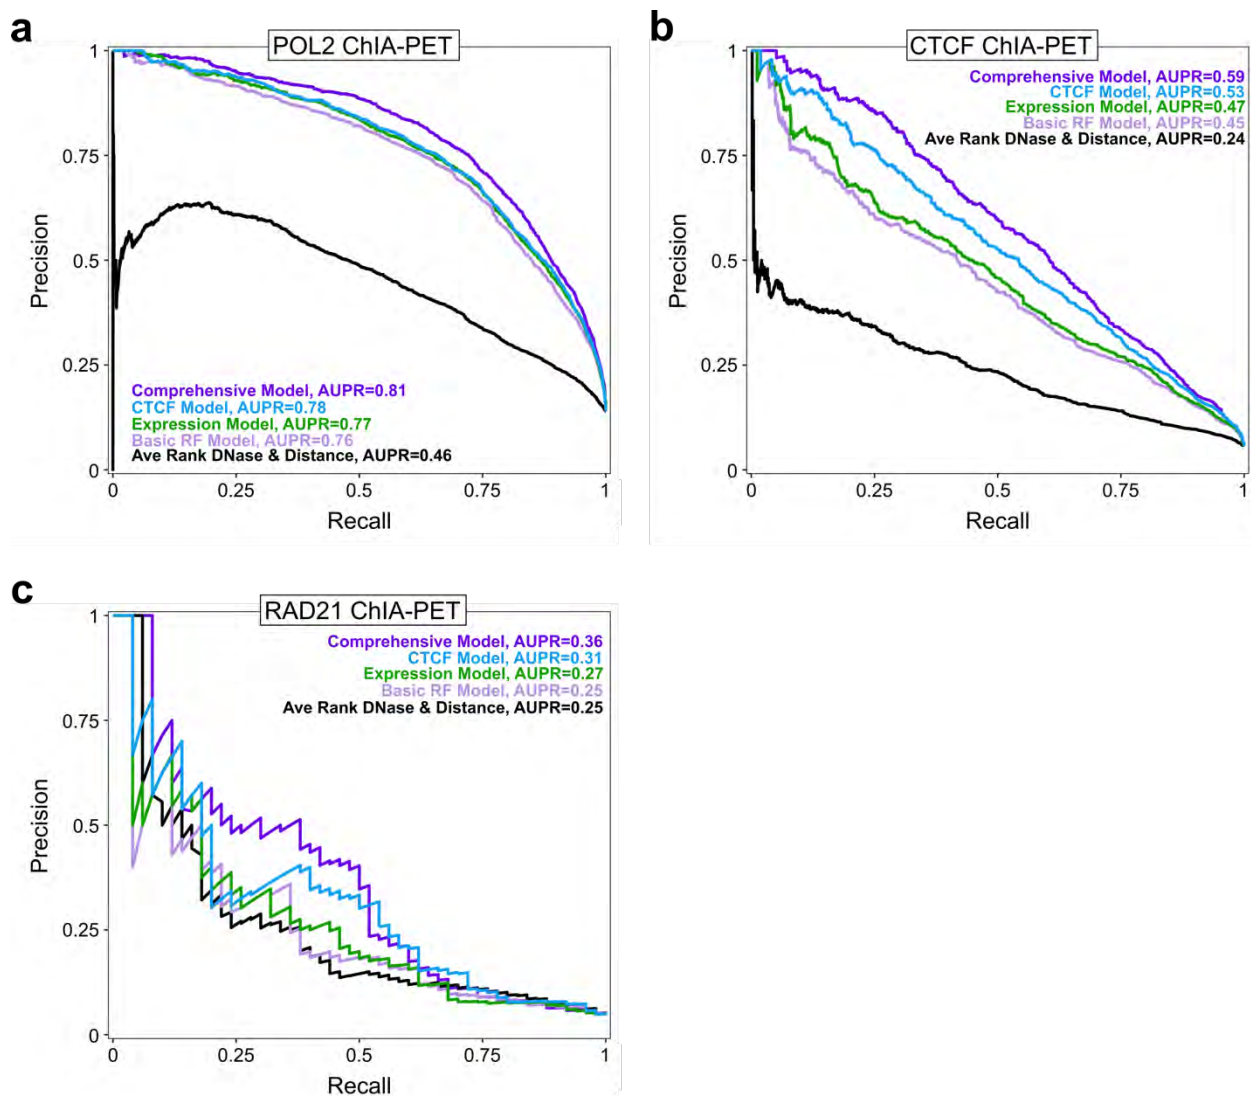 a
POL2 ChIA-PET
1
0.75
0.5
0.25
0
Precision
Comprehensive Model, AUPR=0.81
CTCF Model, AUPR=0.78
Expression Model, AUPR=0.77
Basic RF Model, AUPR=0.76
Ave Rank DNase & Distance, AUPR=0.46
0 0.25 0.5 0.75 1
Recall
b
CTCF ChIA-PET
1
0.75
0.5
0.25
0
Precision
Comprehensive Model, AUPR=0.59
CTCF Model, AUPR=0.53
Expression Model, AUPR=0.47
Basic RF Model, AUPR=0.45
Ave Rank DNase & Distance, AUPR=0.24
0 0.25 0.5 0.75 1
Recall
c
RAD21 ChIA-PET
1
0.75
0.5
0.25
0
Precision
Comprehensive Model, AUPR=0.36
CTCF Model, AUPR=0.31
Expression Model, AUPR=0.27
Basic RF Model, AUPR=0.25
Ave Rank DNase & Distance, AUPR=0.25
0 0.25 0.5 0.75 1
Recall